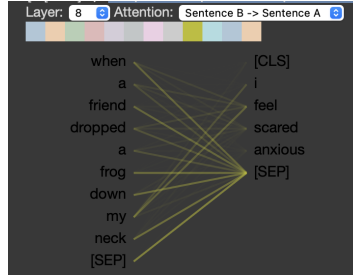 Layer: 8 Attention: Sentence B -> Sentence A
when [CLS]
a i
friend feel
dropped scared
a anxious
frog [SEP]
down
my
neck
[SEP]